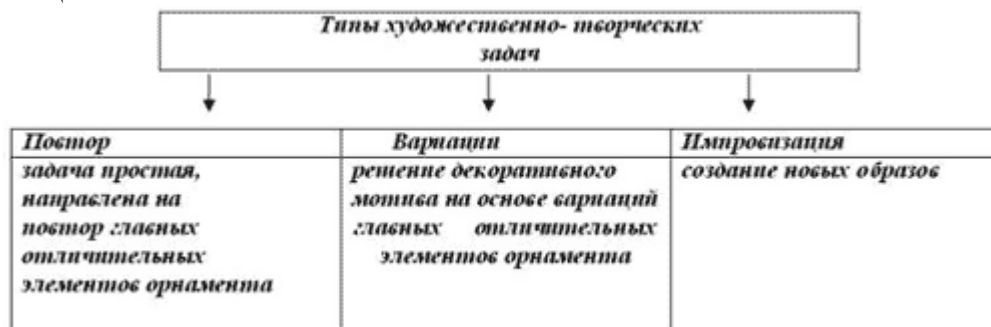 Типы художественно- творческих
задач
Повтор
задача простая,
направлена на
повтор главных
отличительных
элементов орнамента
Вариации
решение декоративного
мотива на основе вариаций
главных отличительных
элементов орнамента
Импровизация
создание новых образов